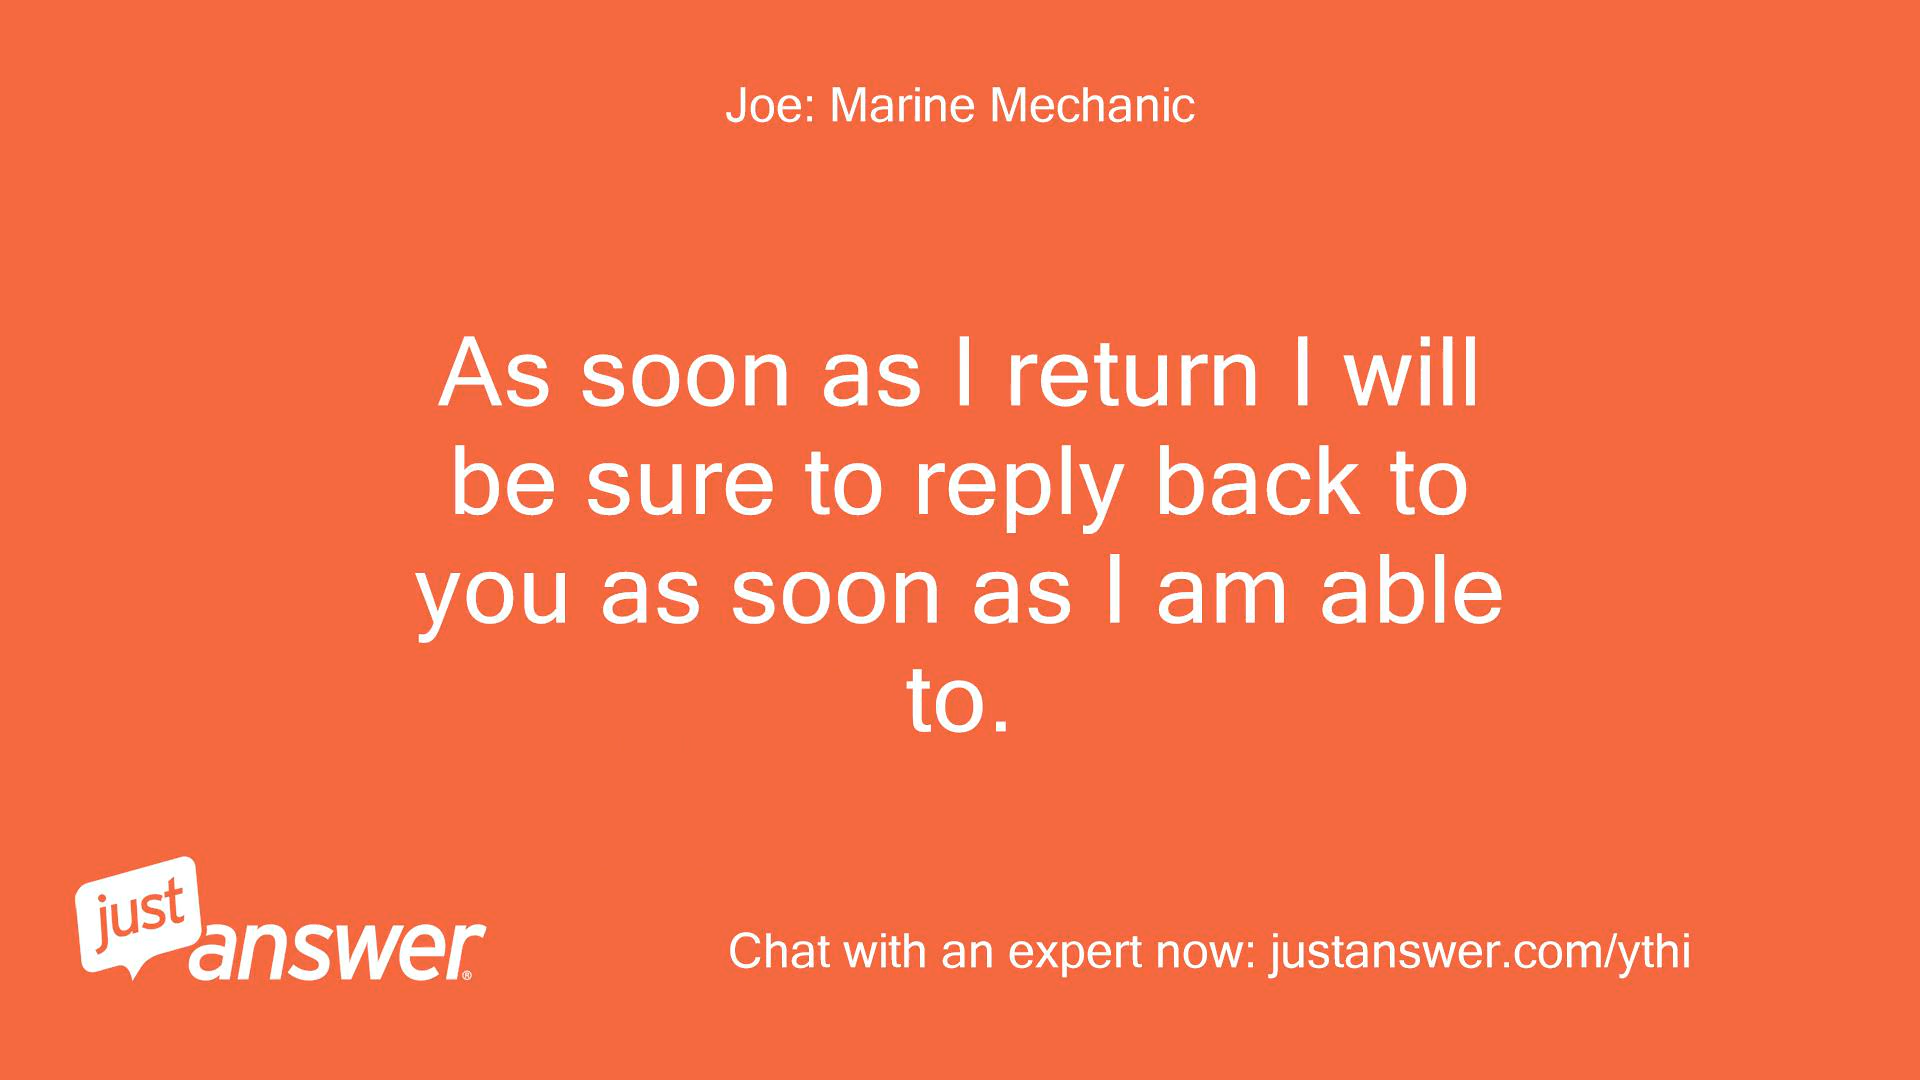 Joe: Marine Mechanic
As soon as I return I will
be sure to reply back to
you as soon as I am able
to.
just
answer®
Chat with an expert now: justanswer.com/ythi